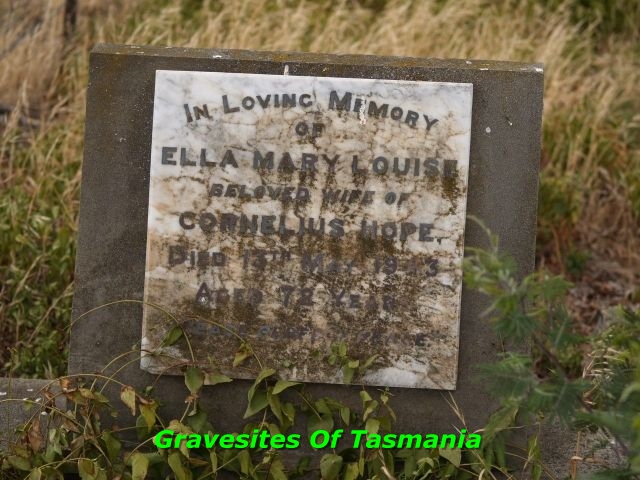 In Loving Memory
OF
ELLA MARY LOUISE
BELOVED WIFE OF
CORNELIUS HOPE.
Died 13th May
Aged 72 Years
Gravesites Of Tasmania